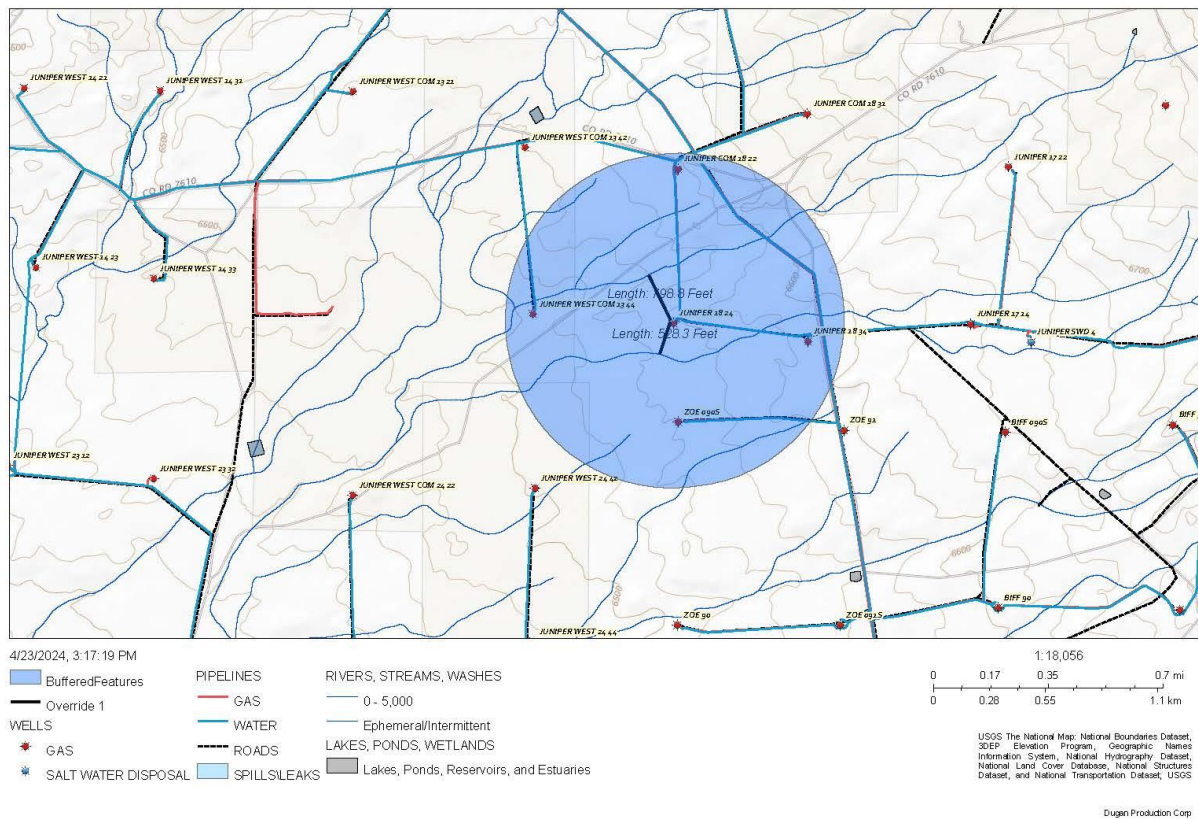 6600
JUNIPER WEST 14 21
JUNIPER WEST 14 32
JUNIPER WEST COM 13 21
6500
JUNIPER COM 18 31
CO RD 7610
JUNIPER WEST COM 13 42
JUNIPER COM 18 22
JUNIPER 17 22
CO RD 7610
6600
JUNIPER WEST 14 23
JUNIPER WEST 14 33
6600
6700
Length: 798.8 Feet
JUNIPER WEST COM 13 44
JUNIPER 18 24
Length: 528.3 Feet
JUNIPER 18 34
JUNIPER 17 14
JUNIPER SWD 4
ZOE 090S
ZOE 91
BIFF 090S
BIFF
JUNIPER WEST 23 12
JUNIPER WEST 23 32
JUNIPER WEST COM 24 22
JUNIPER WEST 24 42
6600
6500
ZOE 90
ZOE 091S
BIFF 90
JUNIPER WEST 24 44
6500
4/23/2024, 3:17:19 PM
BufferedFeatures
Override 1
WELLS
GAS
SALT WATER DISPOSAL
PIPELINES
GAS
WATER
ROADS
SPILLS\LEAKS
RIVERS, STREAMS, WASHES
0 - 5,000
Ephemeral/Intermittent
LAKES, PONDS, WETLANDS
Lakes, Ponds, Reservoirs, and Estuaries
1:18,056
0 0.17 0.35 0.7 mi
0 0.28 0.55 1.1 km
USGS The National Map: National Boundaries Dataset,
3DEP Elevation Program, Geographic Names
Information System, National Hydrography Dataset,
National Land Cover Database, National Structures
Dataset, and National Transportation Dataset; USGS
Dugan Production Corp